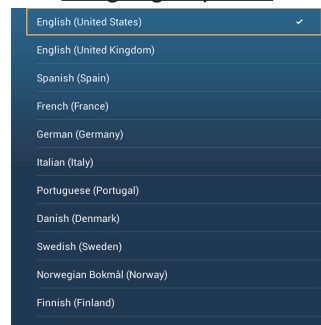 English (United States)
English (United Kingdom)
Spanish (Spain)
French (France)
German (Germany)
Italian (Italy)
Portuguese (Portugal)
Danish (Denmark)
Swedish (Sweden)
Norwegian Bokmål (Norway)
Finnish (Finland)